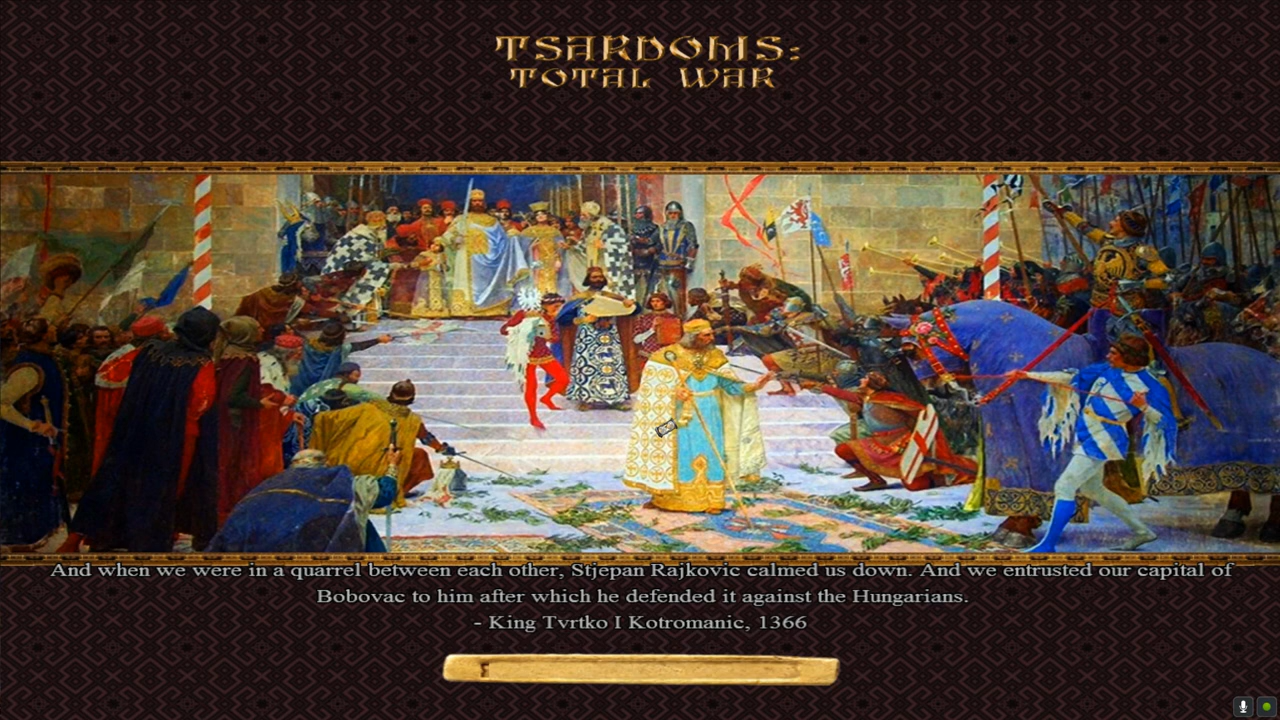 TSARDOMS:
TOTAL WAR
And when we were in a quarrel between each other, Stjepan Rajkovic calmed us down. And we entrusted our capital of
Bobovac to him after which he defended it against the Hungarians.
- King Tvrtko I Kotromanic, 1366